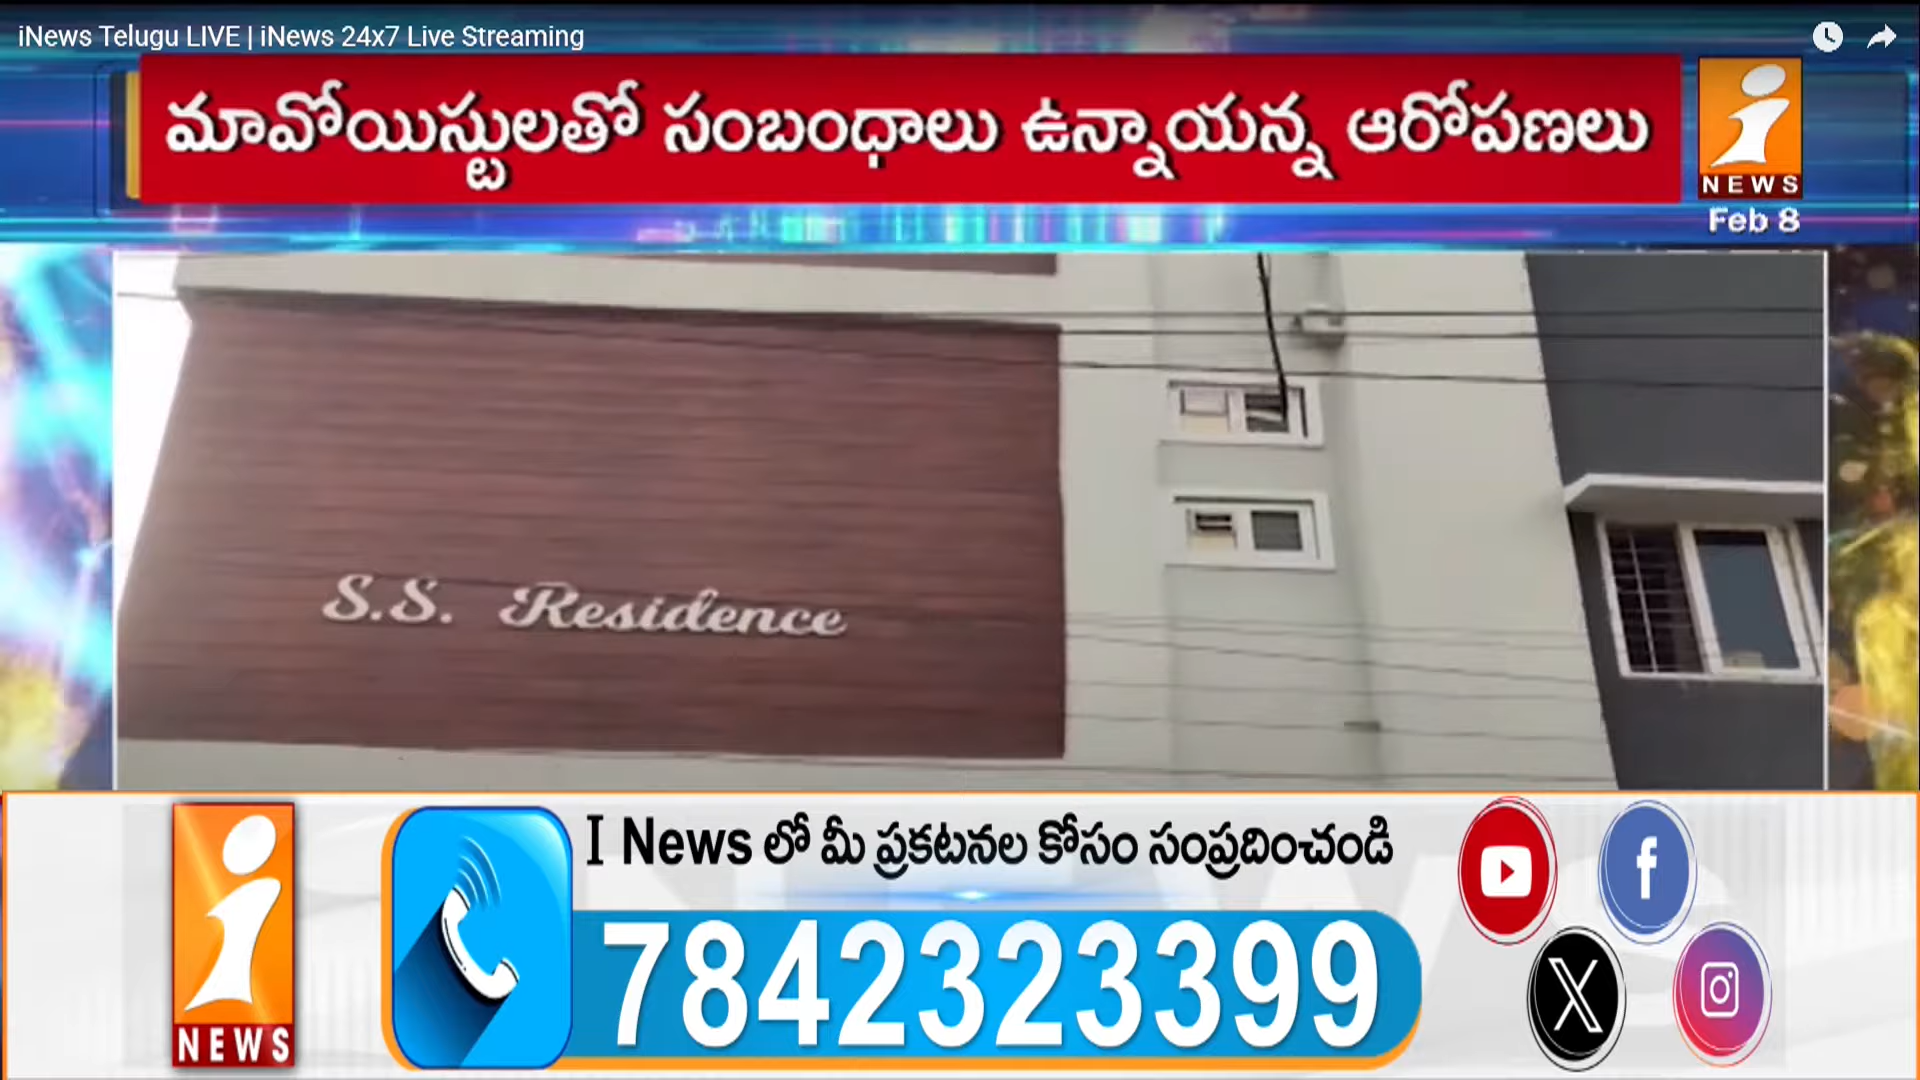 iNews Telugu LIVE | iNews 24x7 Live Streaming
మావోయిస్టులతో సంబంధాలు ఉన్నాయన్న ఆరోపణలు
NEWS
Feb 8
S.S. Residence
I News లో మీ ప్రకటనల కోసం సంప్రదించండి
7842323399
NEWS